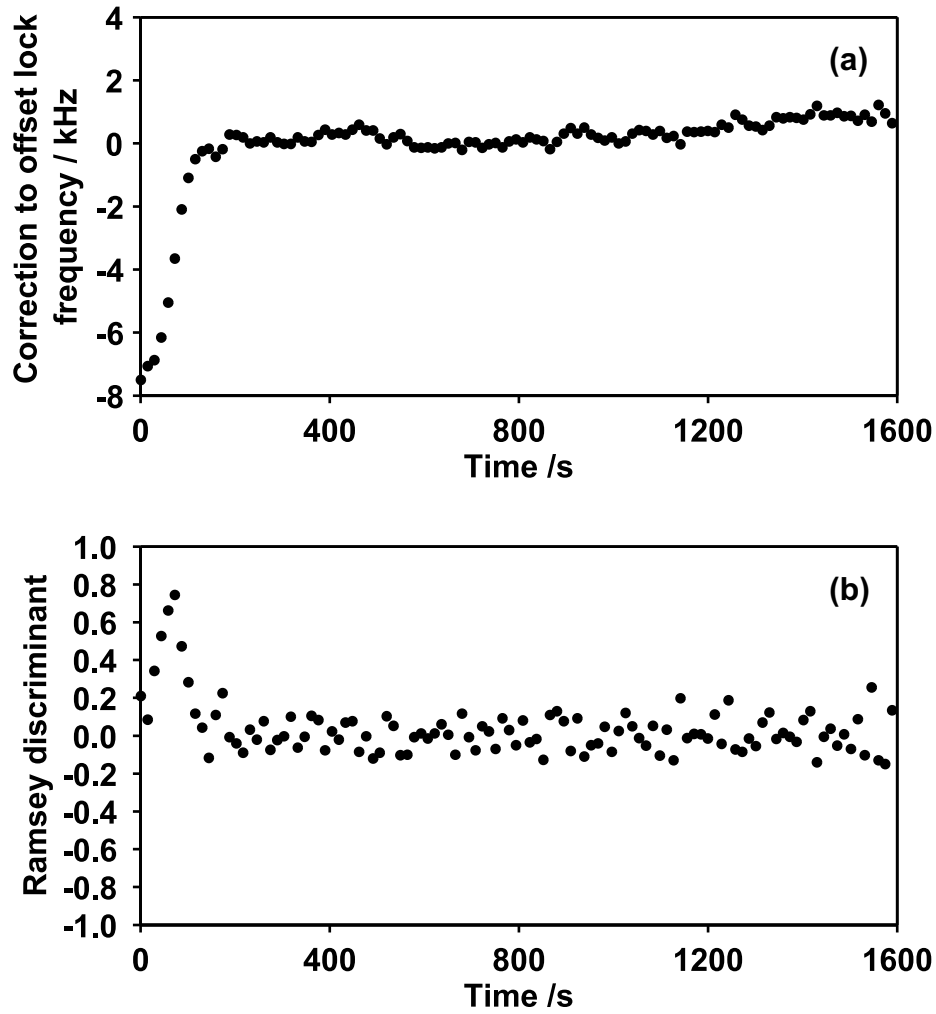 Correction to offset lock
frequency / kHz
4
2
0
-2
-4
-6
-8
(a)
0 400 800 1200 1600
Time /s
Ramsey discriminant
1.0
0.8
0.6
0.4
0.2
0.0
-0.2
-0.4
-0.6
-0.8
-1.0
(b)
0 400 800 1200 1600
Time /s